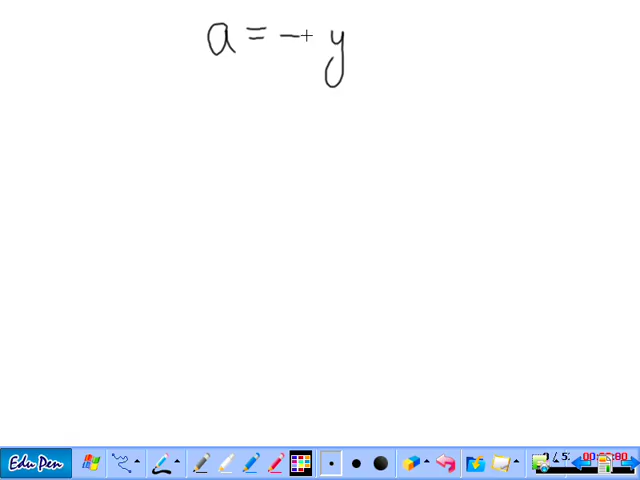 a = - y
Edu Pen